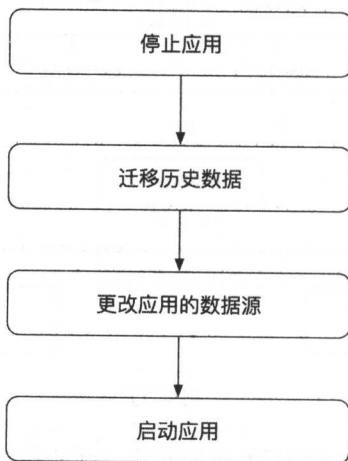 停止应用
迁移历史数据
更改应用的数据源
启动应用